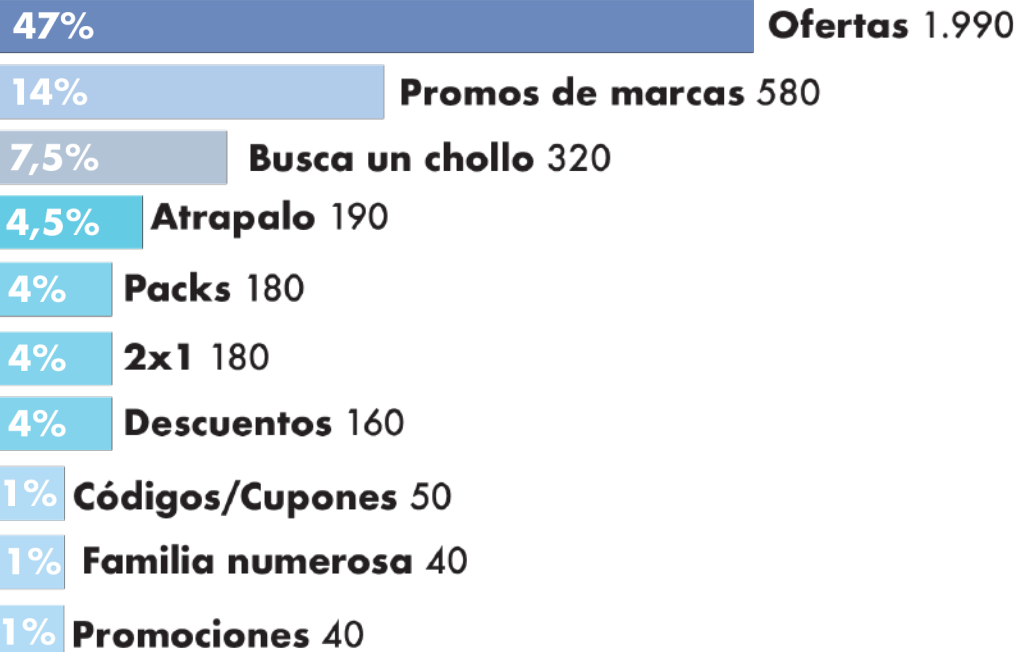 47% Ofertas 1.990
14% Promos de marcas 580
7,5% Busca un chollo 320
4,5% Atrapalo 190
4% Packs 180
4% 2x1 180
4% Descuentos 160
1% Códigos/Cupones 50
1% Familia numerosa 40
1% Promociones 40